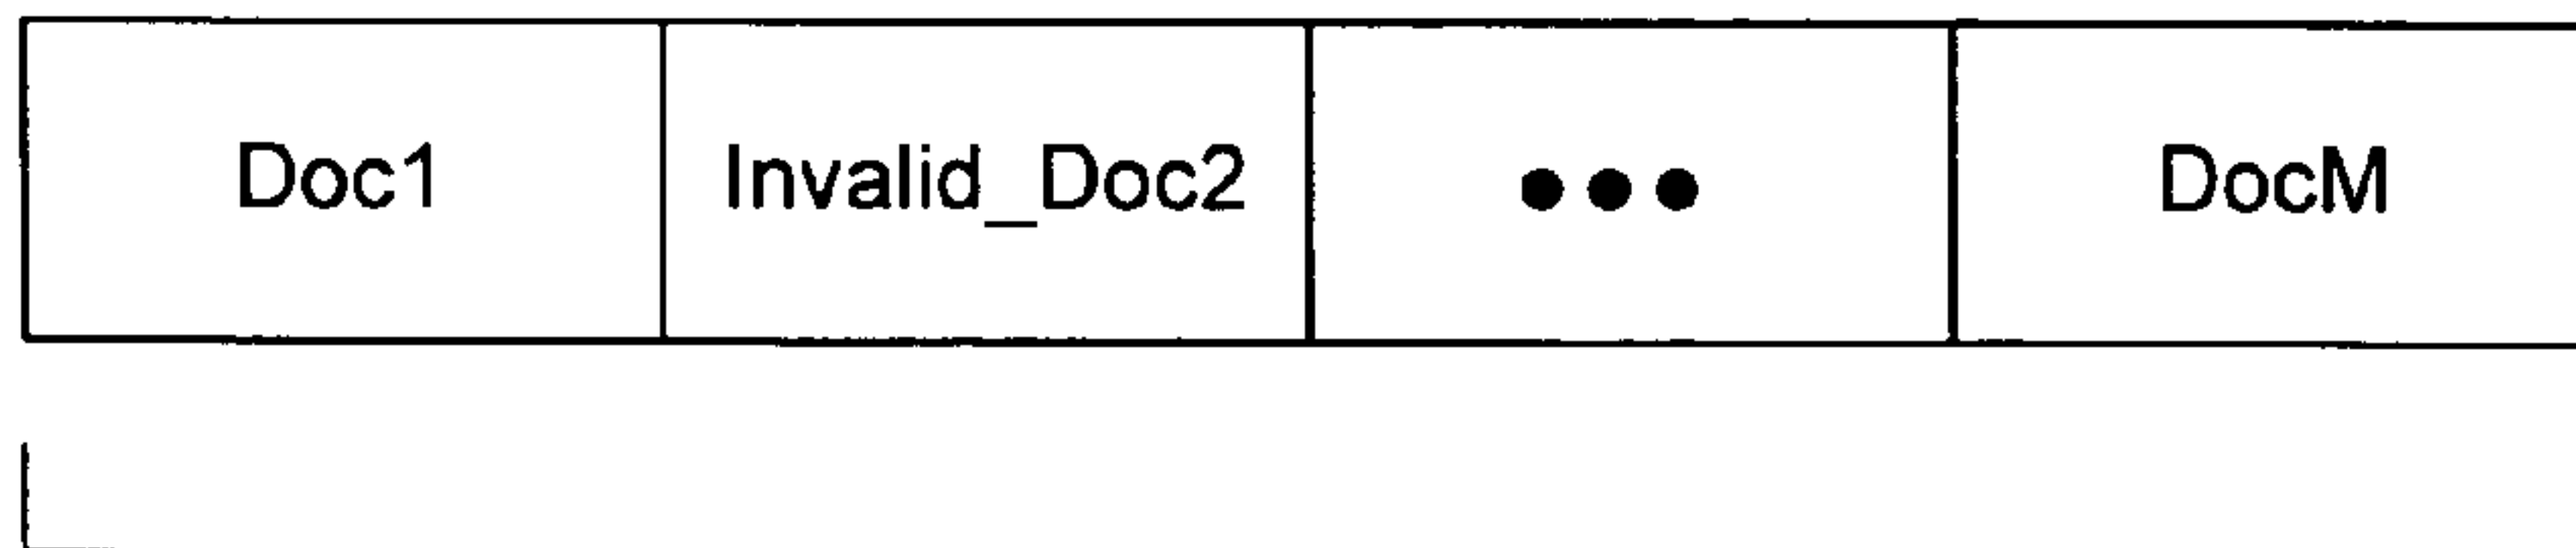 Doc1 Invalid_Doc2 ●●● DocM